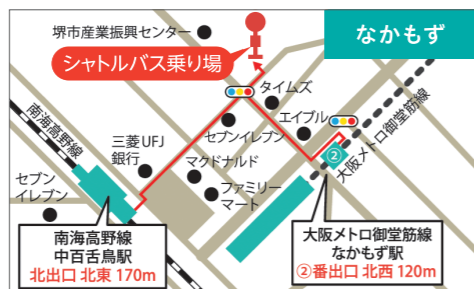 なかもず
堺市産業振興センター
シャトルバス乗り場
タイムズ
南海高野線
セブンイレブン
エイブル
三菱UFJ
銀行
マクドナルド
②
大阪メトロ御堂筋線
セブン
イレブン
ファミリー
マート
南海高野線
中百舌鳥駅
北出口 北東 170m
大阪メトロ御堂筋線
なかもず駅
②番出口 北西 120m